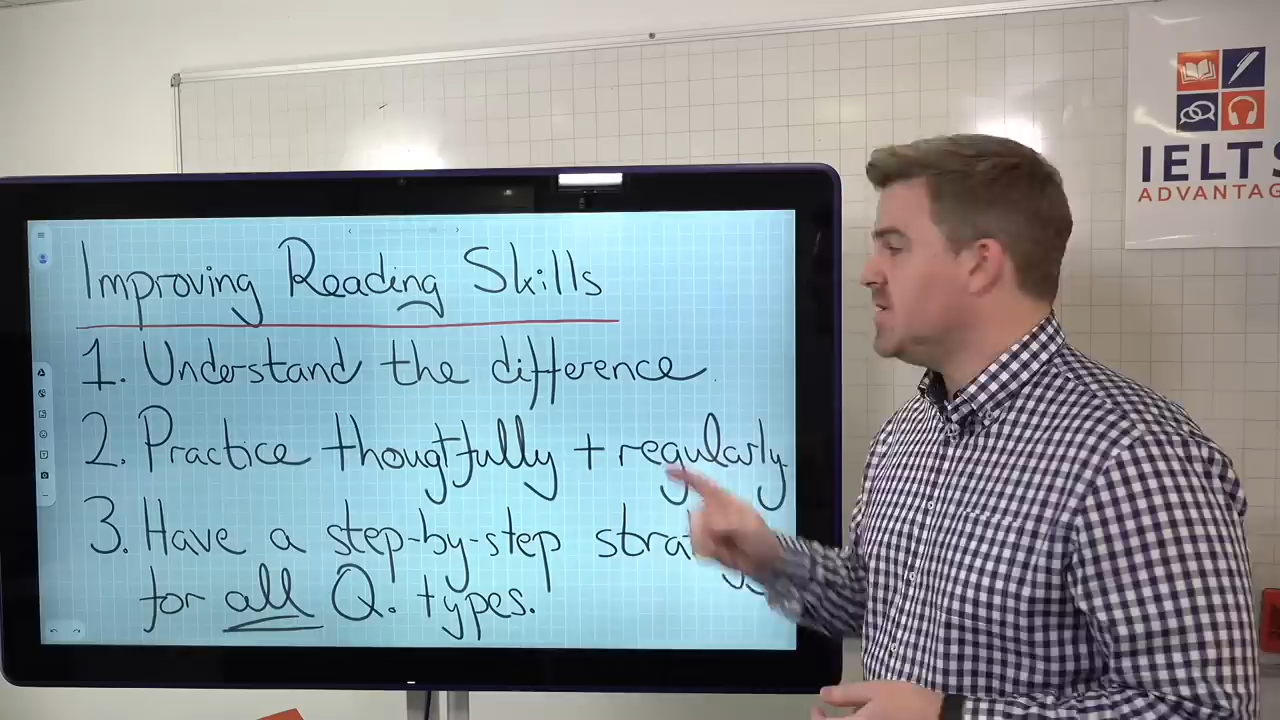 Improving Reading Skills
1. Understand the difference.
2. Practice thougtfully + regularly
3. Have a step-by-step
for all Q. types.
IELTS